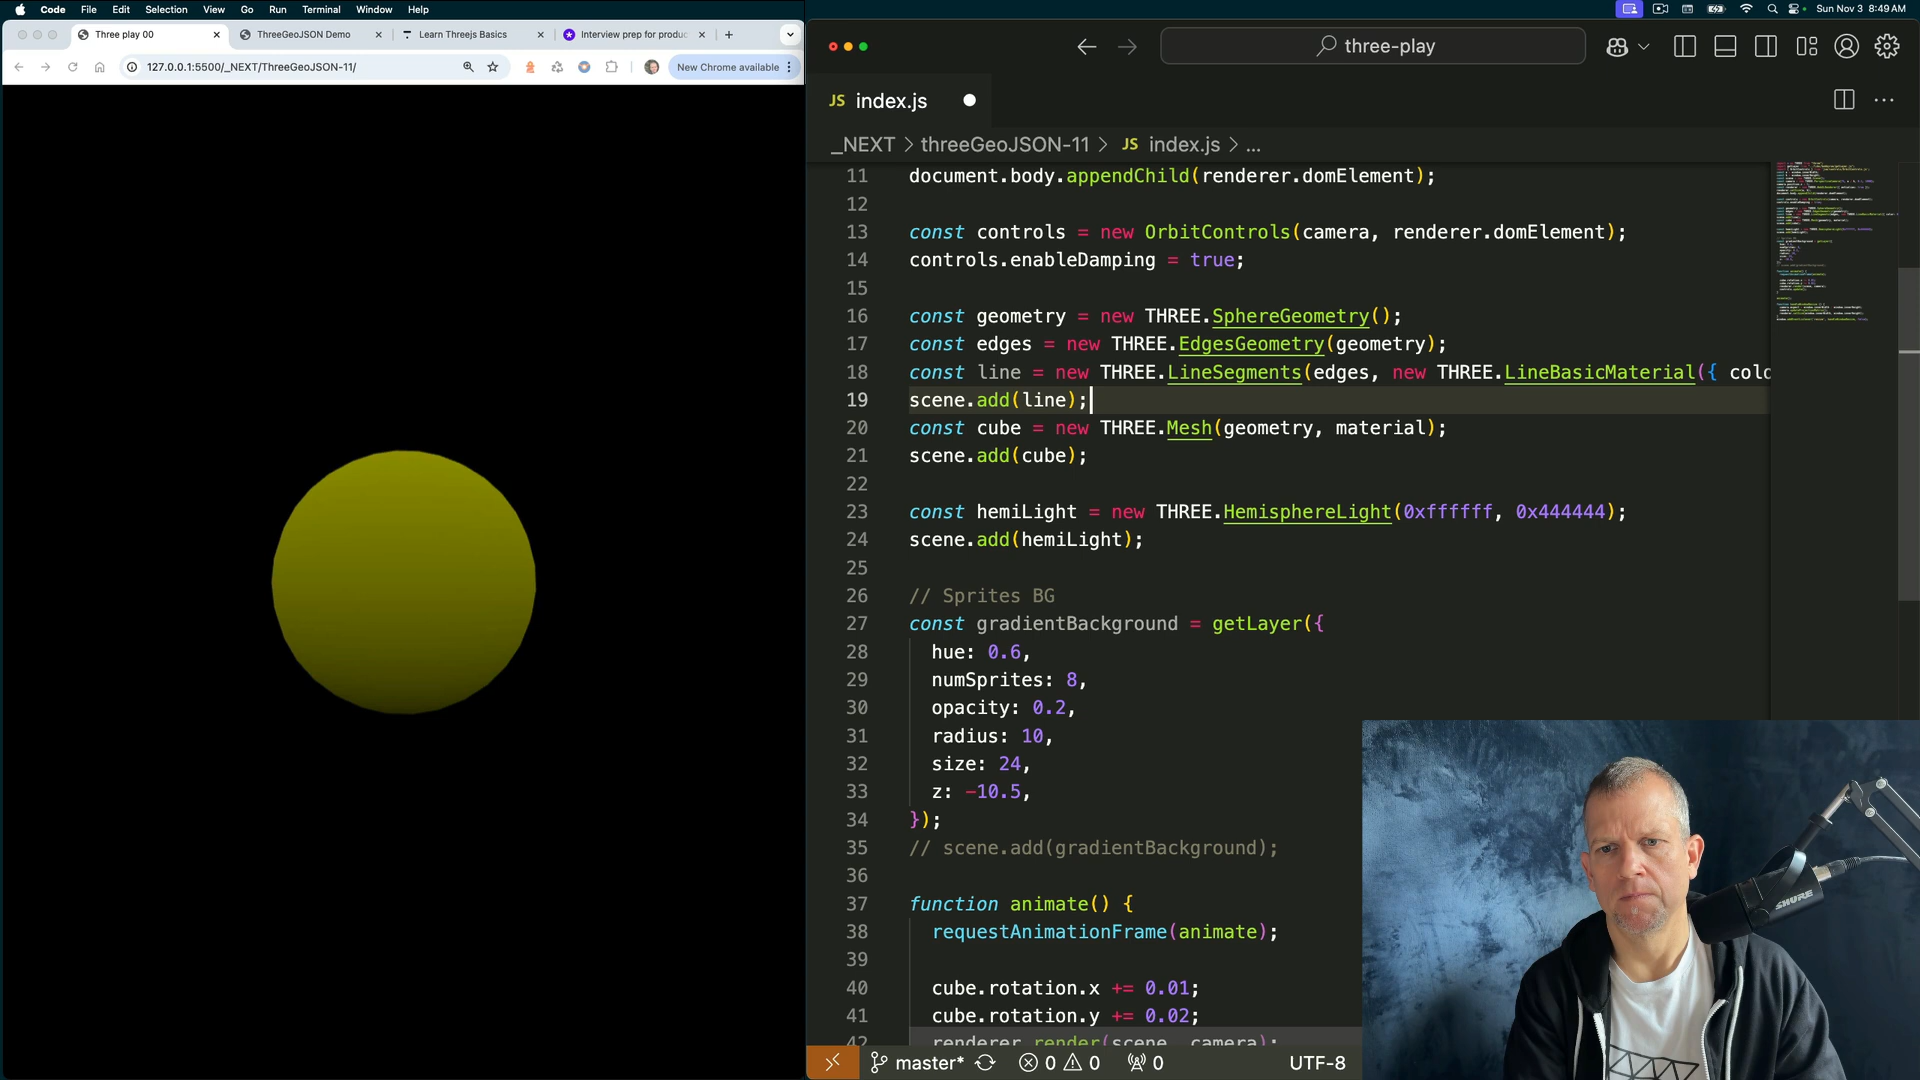 Code File Edit Selection View Go Run Terminal Window Help
Sun Nov 3 8:49 AM
Three play 00
ThreeGeoJSON Demo
Learn Threejs Basics
Interview prep for produc
127.0.0.1:5500/_NEXT/ThreeGeoJSON-11/
New Chrome available
three-play
JS index.js
_NEXT > threeGeoJSON-11 > JS index.js > ...
11 document.body.appendChild(renderer.domElement);
12
13 const controls = new OrbitControls(camera, renderer.domElement);
14 controls.enableDamping = true;
15
16 const geometry = new THREE.SphereGeometry();
17 const edges = new THREE.EdgesGeometry(geometry);
18 const line = new THREE.LineSegments(edges, new THREE.LineBasicMaterial({ colo
19 scene.add(line);
20 const cube = new THREE.Mesh(geometry, material);
21 scene.add(cube);
22
23 const hemiLight = new THREE.HemisphereLight(0xffffff, 0x444444);
24 scene.add(hemiLight);
25
26 // Sprites BG
27 const gradientBackground = getLayer({
28 hue: 0.6,
29 numSprites: 8,
30 opacity: 0.2,
31 radius: 10,
32 size: 24,
33 z: -10.5,
34 });
35 // scene.add(gradientBackground);
36
37 function animate() {
38 requestAnimationFrame(animate);
39
40 cube.rotation.x += 0.01;
41 cube.rotation.y += 0.02;
42 renderer.render(scene, camera);
master* 0 0 0 UTF-8
SHURE